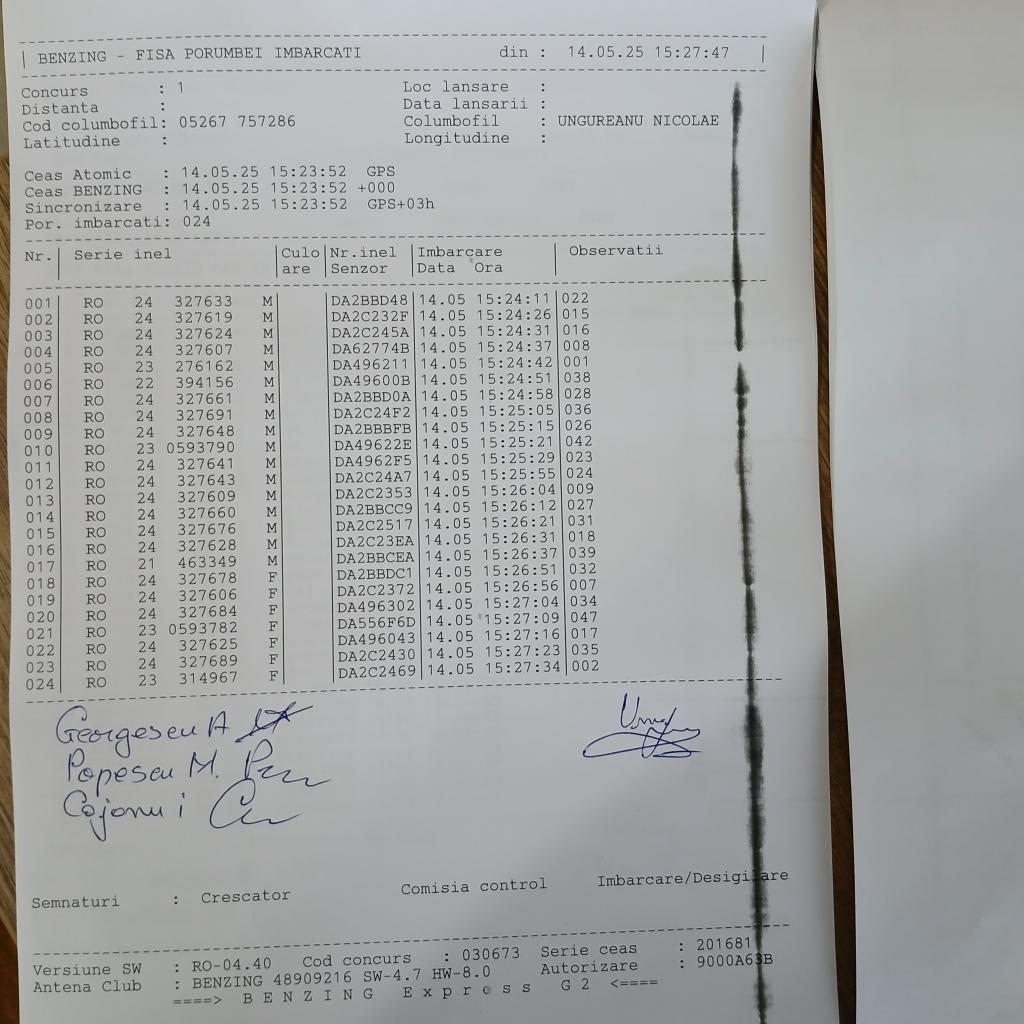 | BENZING - FISA PORUMBEI IMBARCATI din : 14.05.25 15:27:47 |
Concurs : 1 Loc lansare :
Distanta : Data lansarii :
Cod columbofil: 05267 757286 Columbofil : UNGUREANU NICOLAE
Latitudine : Longitudine :
Ceas Atomic : 14.05.25 15:23:52 GPS
Ceas BENZING : 14.05.25 15:23:52 +000
Sincronizare : 14.05.25 15:23:52 GPS+03h
Por. imbarcati: 024
Nr.| Serie inel |Culo|Nr.inel |Imbarcare | Observatii
| |are |Senzor |Data Ora |
001| RO 24 327633 M| |DA2BBD48|14.05 15:24:11|022
002| RO 24 327619 M| |DA2C232F|14.05 15:24:26|015
003| RO 24 327624 M| |DA2C245A|14.05 15:24:31|016
004| RO 24 327607 M| |DA62774B|14.05 15:24:37|008
005| RO 23 276162 M| |DA496211|14.05 15:24:42|001
006| RO 22 394156 M| |DA49600B|14.05 15:24:51|038
007| RO 24 327661 M| |DA2BBD0A|14.05 15:24:58|028
008| RO 24 327691 M| |DA2C24F2|14.05 15:25:05|036
009| RO 24 327648 M| |DA2BBBFB|14.05 15:25:15|026
010| RO 23 0593790 M| |DA49622E|14.05 15:25:21|042
011| RO 24 327641 M| |DA4962F5|14.05 15:25:29|023
012| RO 24 327643 M| |DA2C24A7|14.05 15:25:55|024
013| RO 24 327609 M| |DA2C2353|14.05 15:26:04|009
014| RO 24 327660 M| |DA2BBCC9|14.05 15:26:12|027
015| RO 24 327676 M| |DA2C2517|14.05 15:26:21|031
016| RO 24 327628 M| |DA2C23EA|14.05 15:26:31|018
017| RO 21 463349 M| |DA2BBCEA|14.05 15:26:37|039
018| RO 24 327678 F| |DA2BBDC1|14.05 15:26:51|032
019| RO 24 327606 F| |DA2C2372|14.05 15:26:56|007
020| RO 24 327684 F| |DA496302|14.05 15:27:04|034
021| RO 23 0593782 F| |DA556F6D|14.05 15:27:09|047
022| RO 24 327625 F| |DA496043|14.05 15:27:16|017
023| RO 24 327689 F| |DA2C2430|14.05 15:27:23|035
024| RO 23 314967 F| |DA2C2469|14.05 15:27:34|002
Georgescu A
Popescu M.
Cojanu i
Semnaturi : Crescator Comisia control Imbarcare/Desigilare
Versiune SW : RO-04.40 Cod concurs : 030673 Serie ceas : 201681
Antena Club : BENZING 48909216 SW-4.7 HW-8.0 Autorizare : 9000A63B
====> B E N Z I N G E x p r e s s G 2 <====